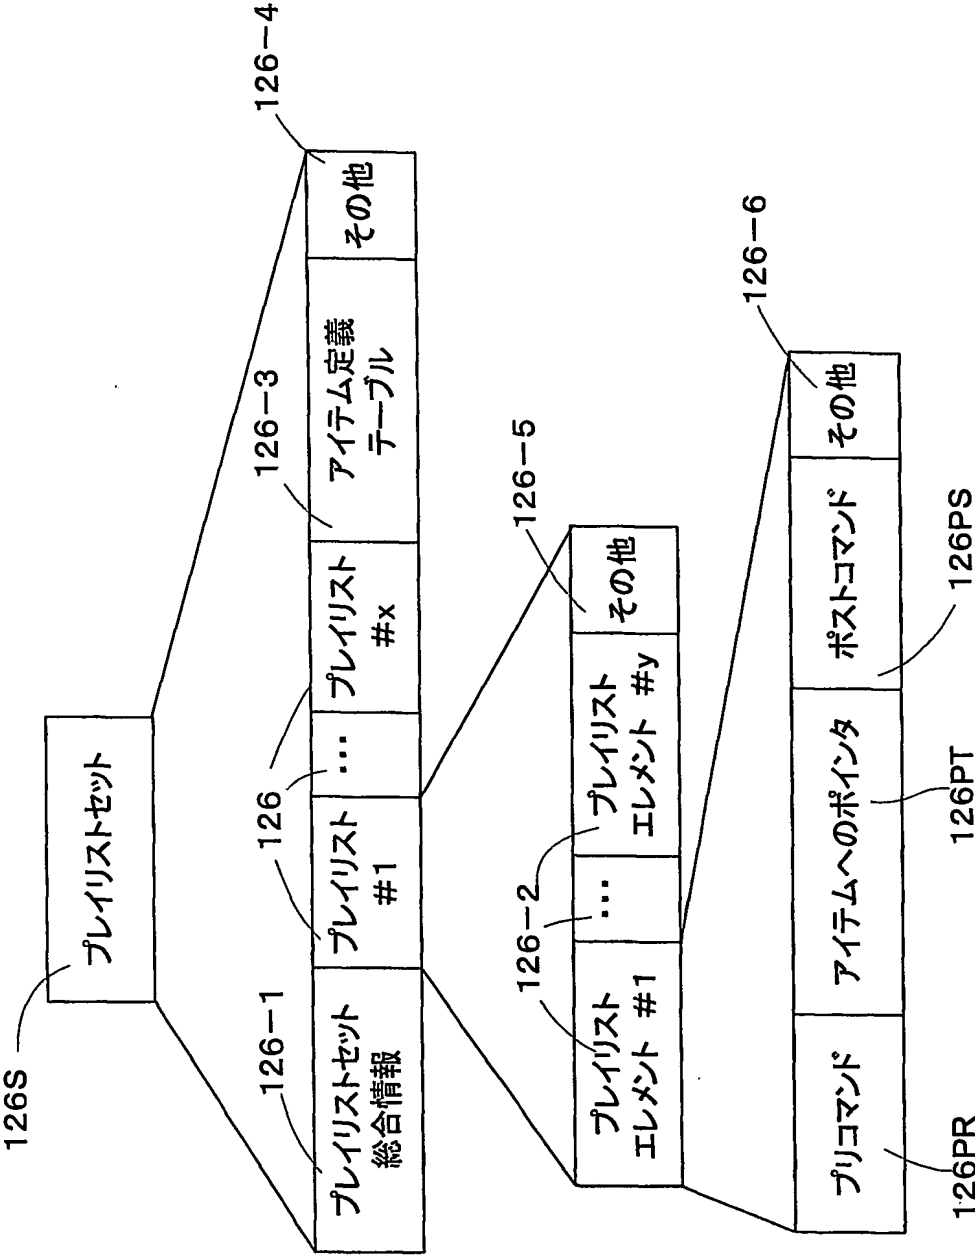 126S
プレイリストセット
126-1
126
126-3
126-4
プレイリストセット
総合情報
プレイリスト
#1
...
プレイリスト
#x
アイテム定義
テーブル
その他
126-2
126-5
プレイリスト
エレメント #1
...
プレイリスト
エレメント #y
その他
126-6
プリコマンド
アイテムへのポインタ
ポストコマンド
その他
126PR
126PT
126PS